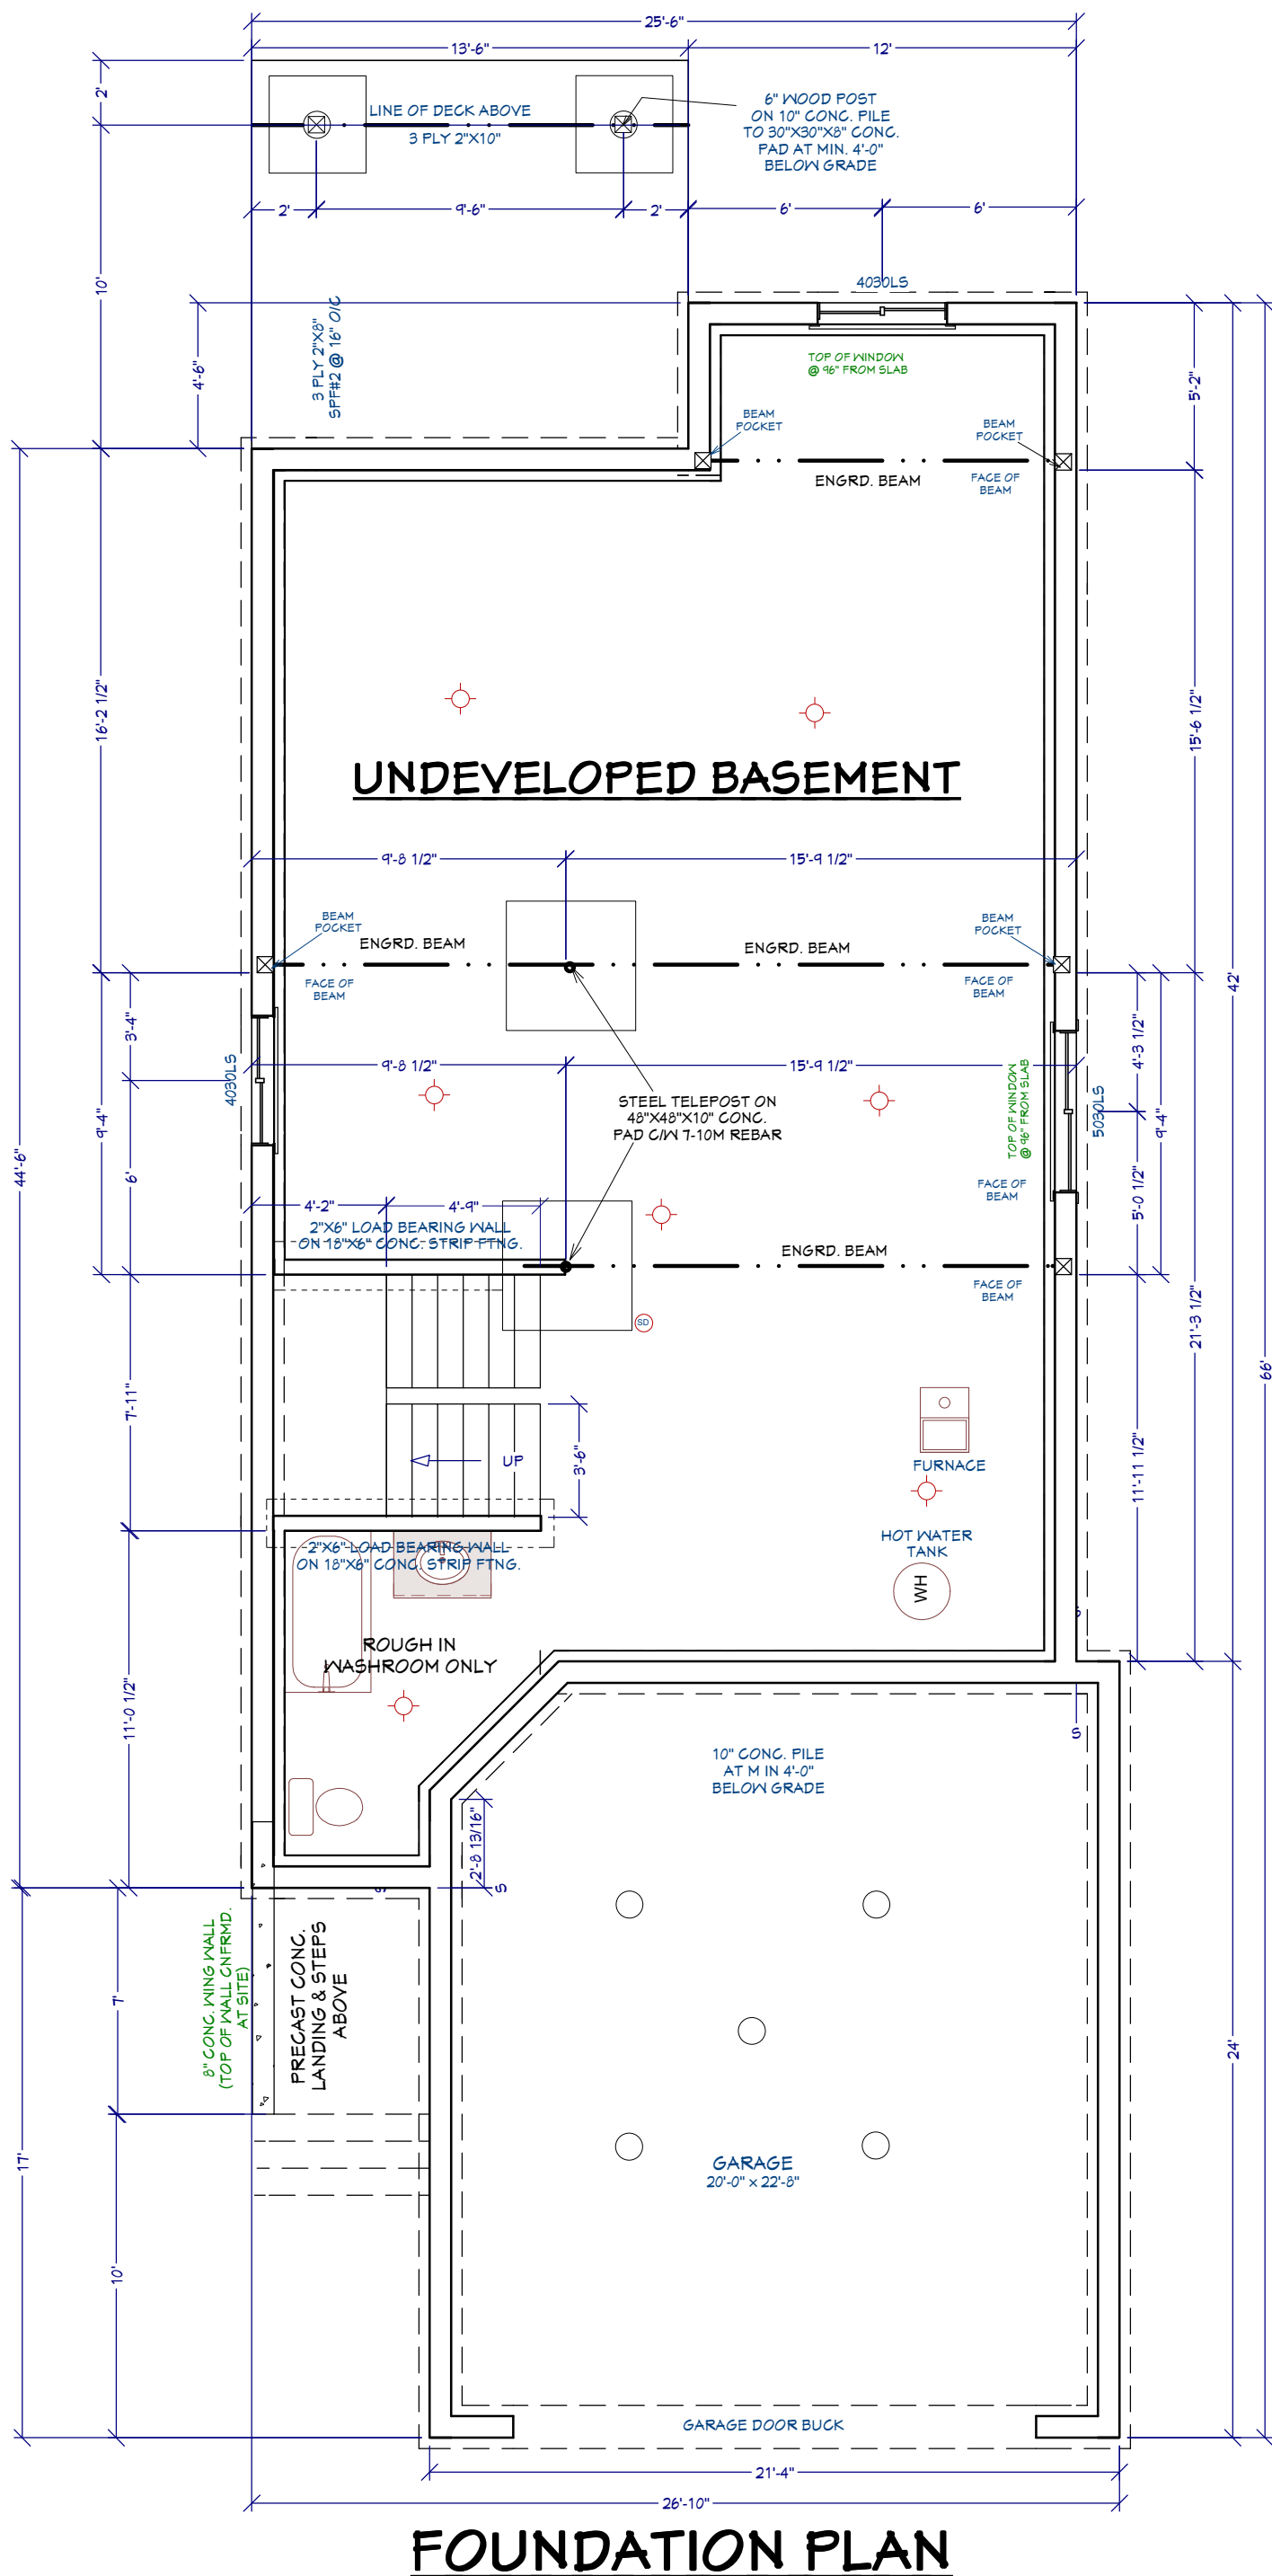 25'-6"
13'-6"
12'
2'
LINE OF DECK ABOVE
3 PLY 2"X10"
6" WOOD POST
ON 10" CONC. PILE
TO 30"X30"X8" CONC.
PAD AT MIN. 4'-0"
BELOW GRADE
2'
9'-6"
2'
6'
6'
10'
4030LS
3 PLY 2"X8"
SPF#2 @ 16" O/C
4'-6"
TOP OF WINDOW
@ 96" FROM SLAB
5'-2"
BEAM
POCKET
BEAM
POCKET
ENGRD. BEAM
FACE OF
BEAM
16'-2 1/2"
15'-6 1/2"
UNDEVELOPED BASEMENT
9'-8 1/2"
15'-9 1/2"
BEAM
POCKET
ENGRD. BEAM
ENGRD. BEAM
BEAM
POCKET
FACE OF
BEAM
FACE OF
BEAM
42'
3'-4"
4'-3 1/2"
4030LS
9'-8 1/2"
15'-9 1/2"
STEEL TELEPOST ON
48"X48"X10" CONC.
PAD C/W 7-10M REBAR
TOP OF WINDOW
@ 96" FROM SLAB
5030LS
9'-4"
9'-4"
44'-6"
6'
5'-0 1/2"
FACE OF
BEAM
4'-2"
4'-9"
2"X6" LOAD BEARING WALL
ON 18"X6" CONC. STRIP FTNG.
ENGRD. BEAM
FACE OF
BEAM
SD
21'-3 1/2"
66'
7'-11"
3'-6"
UP
FURNACE
11'-11 1/2"
HOT WATER
TANK
WH
2"X6" LOAD BEARING WALL
ON 18"X6" CONC. STRIP FTNG.
ROUGH IN
WASHROOM ONLY
11'-0 1/2"
S
10" CONC. PILE
AT M IN 4'-0"
BELOW GRADE
2'-8 13/16"
S
8" CONC. WING WALL
(TOP OF WALL CNFRMD.
AT SITE)
PRECAST CONC.
LANDING & STEPS
ABOVE
7'
24'
17'
GARAGE
20'-0" x 22'-8"
10'
GARAGE DOOR BUCK
21'-4"
26'-10"
FOUNDATION PLAN